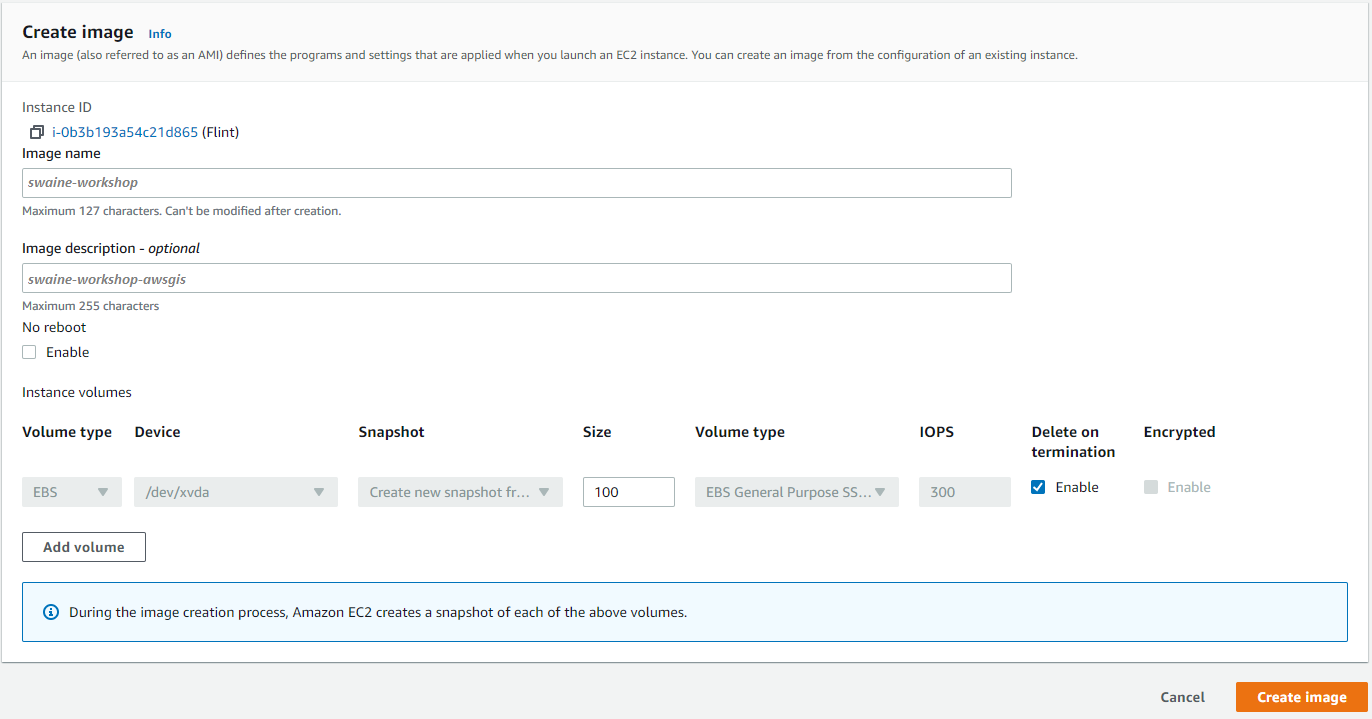 Create image Info
An image (also referred to as an AMI) defines the programs and settings that are applied when you launch an EC2 instance. You can create an image from the configuration of an existing instance.
Instance ID
i-0b3b193a54c21d865 (Flint)
Image name
swaine-workshop
Maximum 127 characters. Can't be modified after creation.
Image description - optional
swaine-workshop-awsgis
Maximum 255 characters
No reboot
Enable
Instance volumes
Volume type Device Snapshot Size Volume type IOPS Delete on termination Encrypted
EBS /dev/xvda Create new snapshot fr... 100 EBS General Purpose SS... 300 Enable Enable
Add volume
During the image creation process, Amazon EC2 creates a snapshot of each of the above volumes.
Cancel Create image